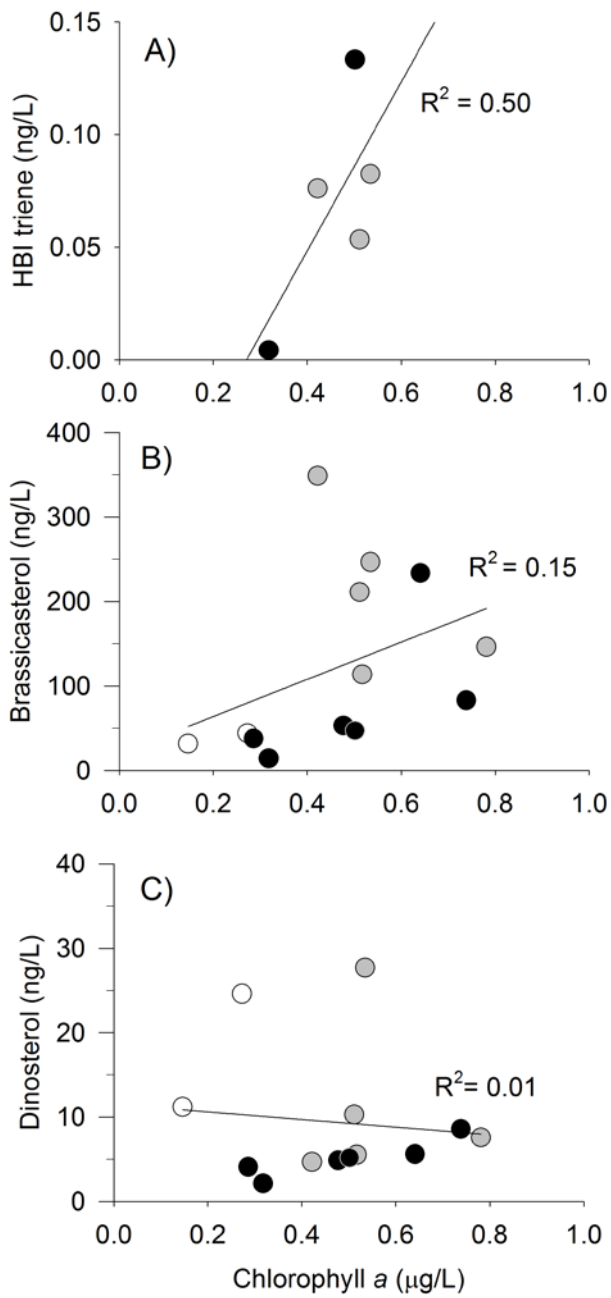 A)
HBI triene (ng/L)
0.15
0.10
0.05
0.00
R² = 0.50
0.0 0.2 0.4 0.6 0.8 1.0
B)
Brassicasterol (ng/L)
400
300
200
100
0
R² = 0.15
0.0 0.2 0.4 0.6 0.8 1.0
C)
Dinosterol (ng/L)
40
30
20
10
0
R²= 0.01
0.0 0.2 0.4 0.6 0.8 1.0
Chlorophyll a (µg/L)